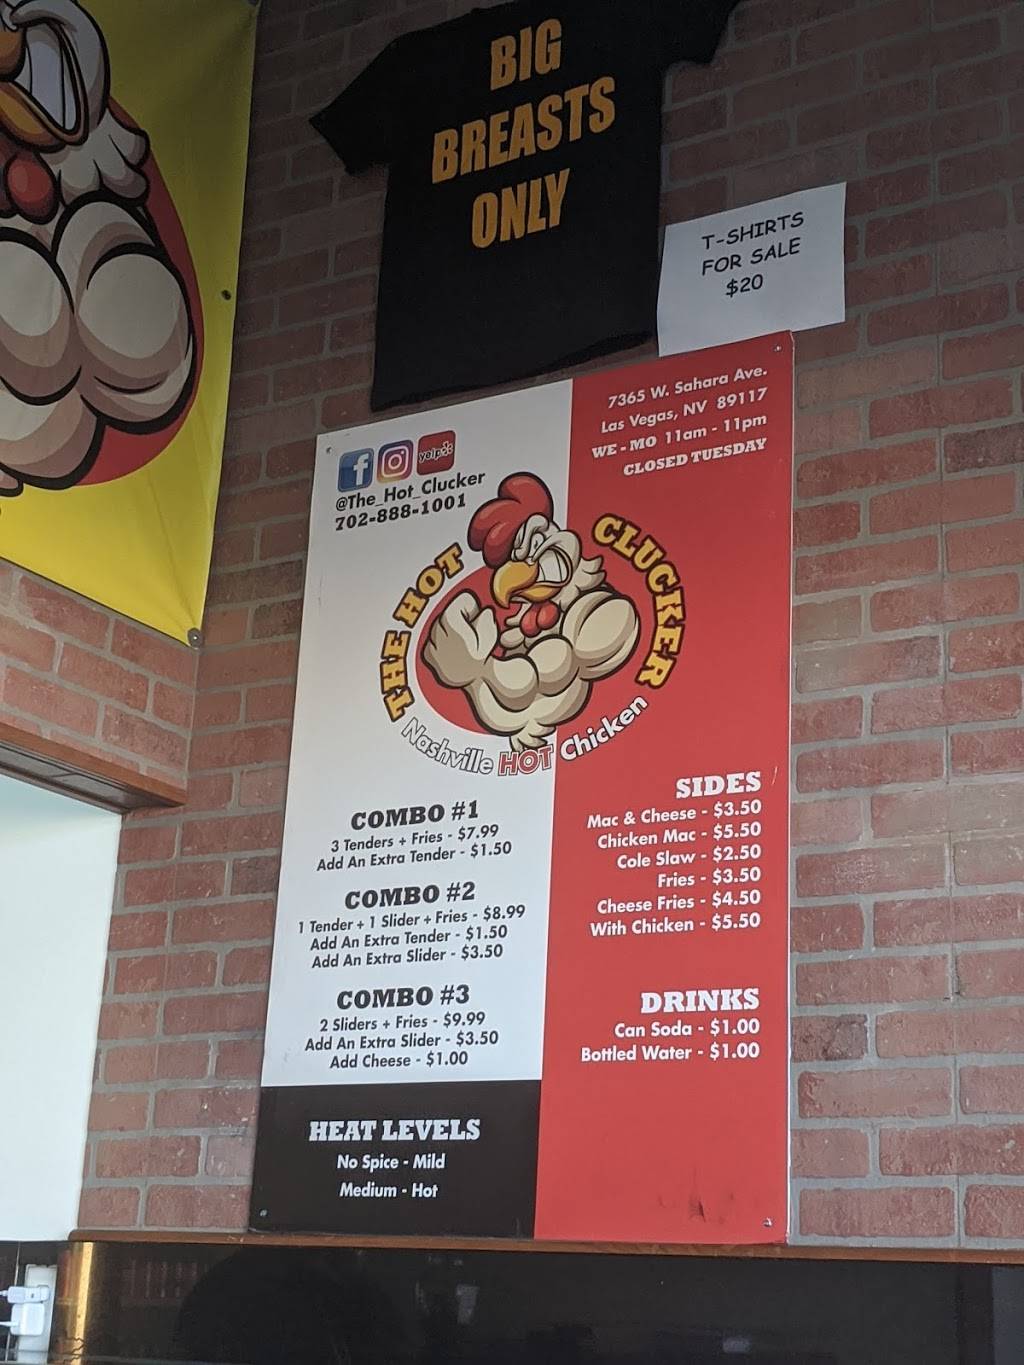 BIG
BREASTS
ONLY
T-SHIRTS
FOR SALE
$20
7365 W. Sahara Ave.
Las Vegas, NV 89117
WE - MO 11am - 11pm
CLOSED TUESDAY
f yelp
@The_Hot_Clucker
702-888-1001
THE HOT CLUCKER
Nashville HOT Chicken
COMBO #1
3 Tenders + Fries - $7.99
Add An Extra Tender - $1.50
COMBO #2
1 Tender + 1 Slider + Fries - $8.99
Add An Extra Tender - $1.50
Add An Extra Slider - $3.50
COMBO #3
2 Sliders + Fries - $9.99
Add An Extra Slider - $3.50
Add Cheese - $1.00
HEAT LEVELS
No Spice - Mild
Medium - Hot
SIDES
Mac & Cheese - $3.50
Chicken Mac - $5.50
Cole Slaw - $2.50
Fries - $3.50
Cheese Fries - $4.50
With Chicken - $5.50
DRINKS
Can Soda - $1.00
Bottled Water - $1.00